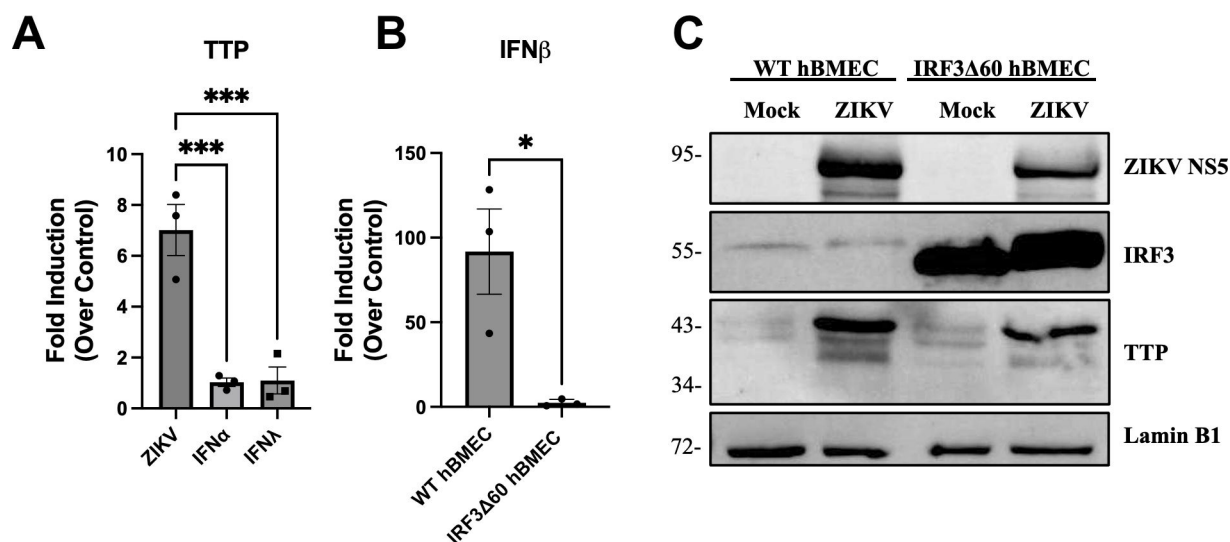 A
TTP
***
***
Fold Induction
(Over Control)
10
8
6
4
2
0
ZIKV
IFNα
IFNλ
B
IFNβ
*
Fold Induction
(Over Control)
150
100
50
0
WT hBMEC
IRF3Δ60 hBMEC
C
WT hBMEC IRF3Δ60 hBMEC
Mock ZIKV Mock ZIKV
95- ZIKV NS5
55- IRF3
43- TTP
34-
72- Lamin B1